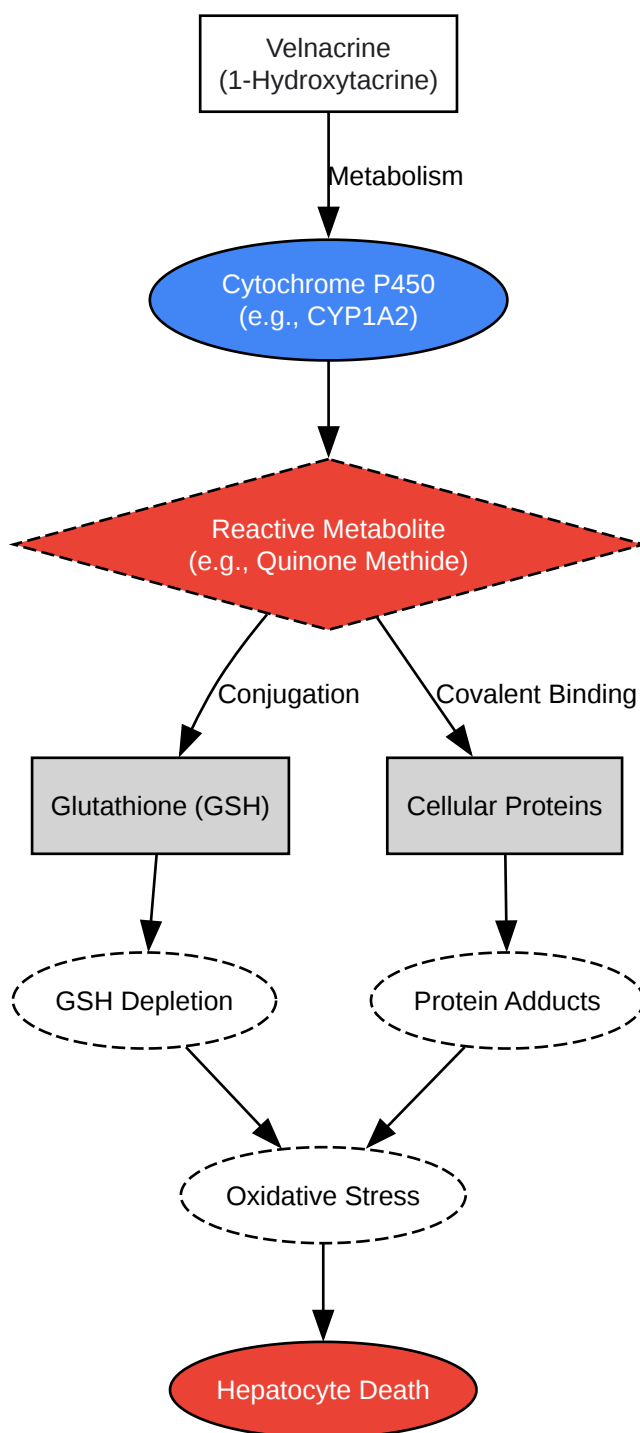 Velnacrine
(1-Hydroxytacrine)
Metabolism
Cytochrome P450
(e.g., CYP1A2)
Reactive Metabolite
(e.g., Quinone Methide)
Conjugation
Covalent Binding
Glutathione (GSH)
Cellular Proteins
GSH Depletion
Protein Adducts
Oxidative Stress
Hepatocyte Death